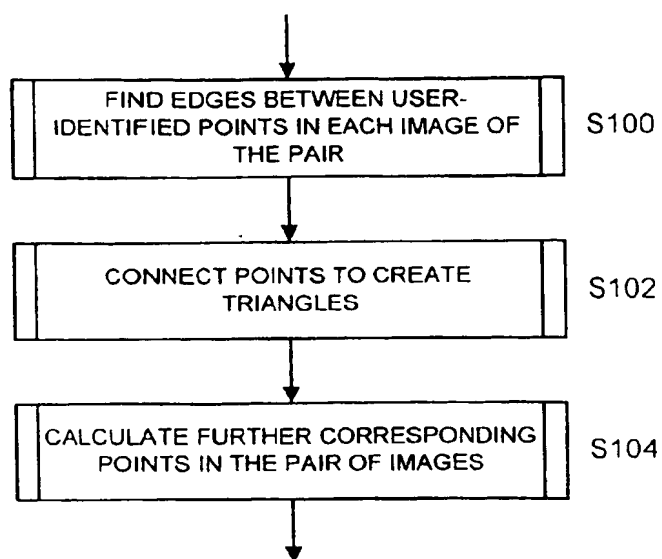 FIND EDGES BETWEEN USER-
IDENTIFIED POINTS IN EACH IMAGE OF
THE PAIR
S100
CONNECT POINTS TO CREATE
TRIANGLES
S102
CALCULATE FURTHER CORRESPONDING
POINTS IN THE PAIR OF IMAGES
S104